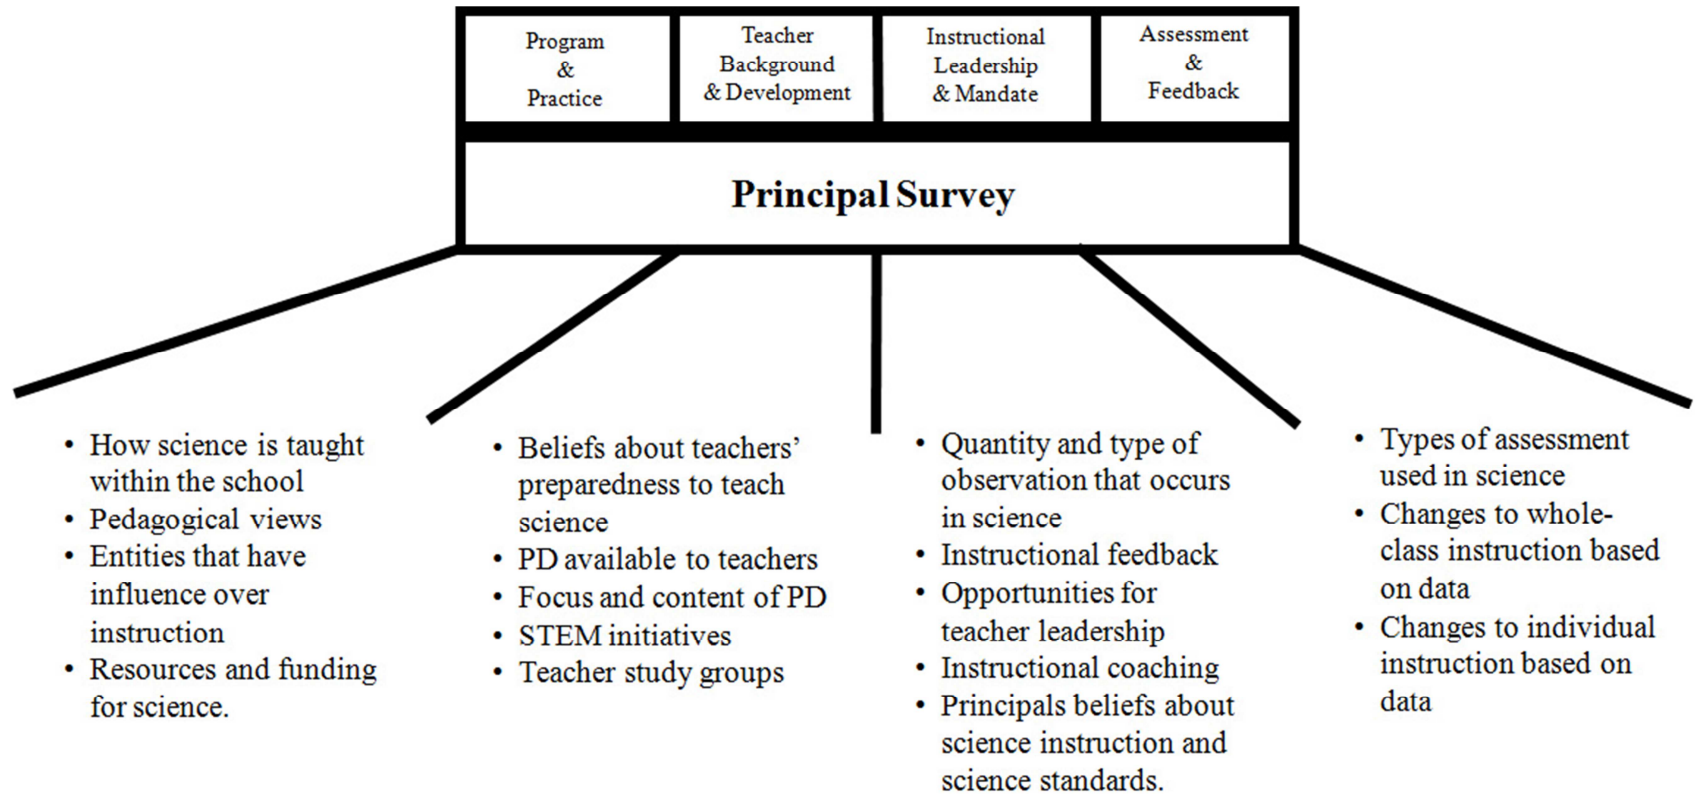 Program
&
Practice
Teacher
Background
& Development
Instructional
Leadership
& Mandate
Assessment
&
Feedback
Principal Survey
• How science is taught
within the school
• Pedagogical views
• Entities that have
influence over
instruction
• Resources and funding
for science.
• Beliefs about teachers’
preparedness to teach
science
• PD available to teachers
• Focus and content of PD
• STEM initiatives
• Teacher study groups
• Quantity and type of
observation that occurs
in science
• Instructional feedback
• Opportunities for
teacher leadership
• Instructional coaching
• Principals beliefs about
science instruction and
science standards.
• Types of assessment
used in science
• Changes to whole-
class instruction based
on data
• Changes to individual
instruction based on
data